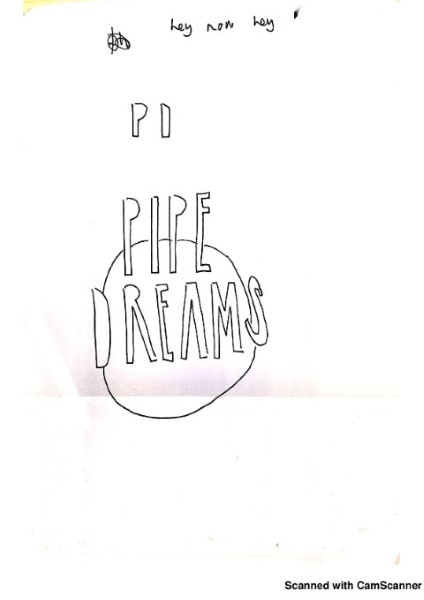 hey now hey
PI
PIPE
DREAMS
Scanned with CamScanner